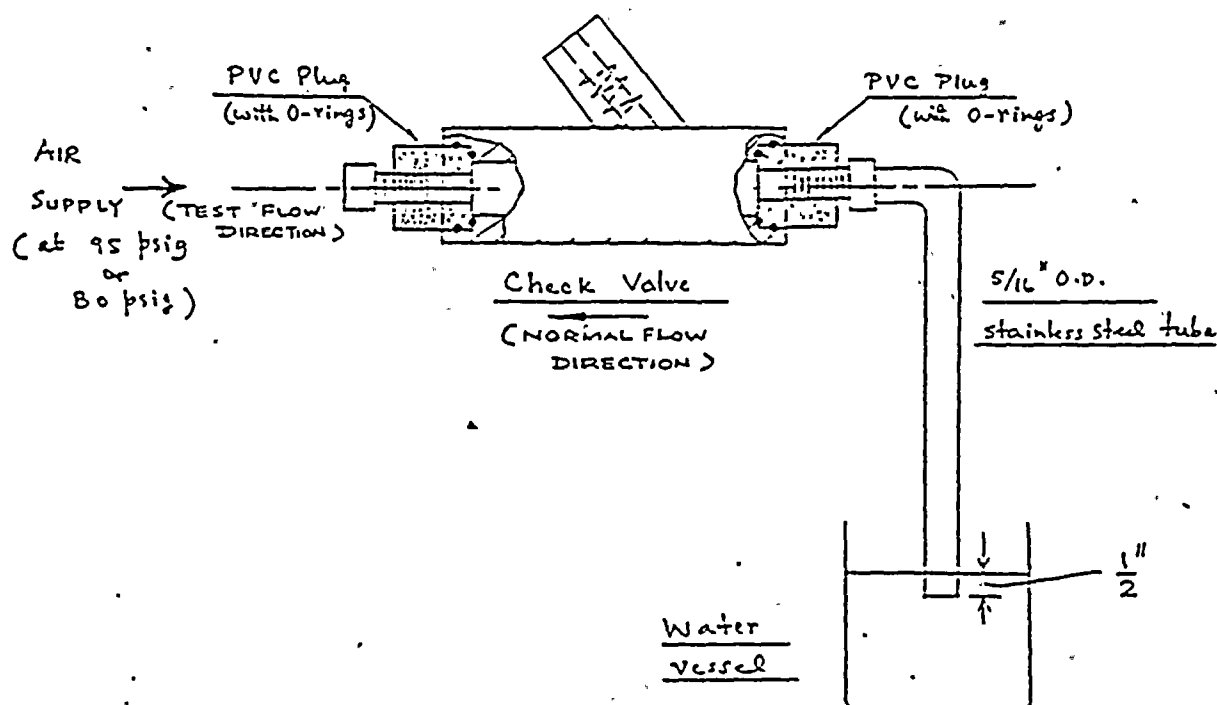 PVC Plug
(with O-rings)
PVC Plug
(with O-rings)
AIR
SUPPLY
(at 95 psig
or
80 psig)
(TEST FLOW
DIRECTION)
Check Valve
(NORMAL FLOW
DIRECTION)
5/16" O.D.
stainless steel tube
1"
2
Water
vessel